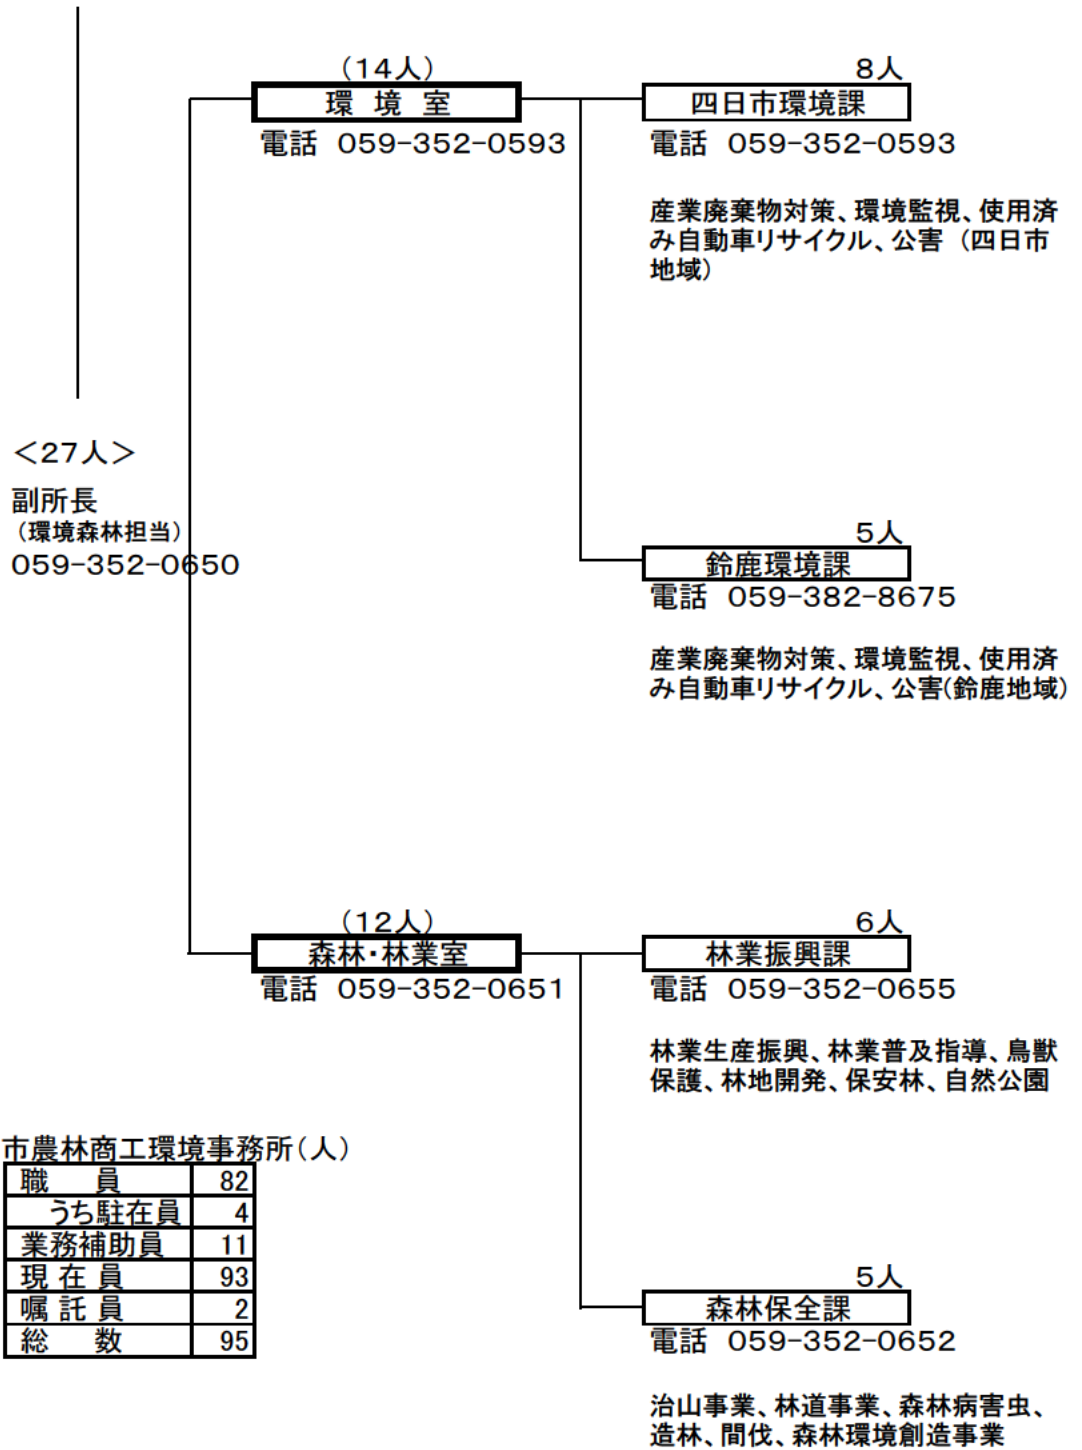 (14人)
環 境 室
電話 059-352-0593
8人
四日市環境課
電話 059-352-0593
産業廃棄物対策、環境監視、使用済
み自動車リサイクル、公害 (四日市
地域)
＜27人＞
副所長
(環境森林担当)
059-352-0650
5人
鈴鹿環境課
電話 059-382-8675
産業廃棄物対策、環境監視、使用済
み自動車リサイクル、公害(鈴鹿地域)
(12人)
森林・林業室
電話 059-352-0651
6人
林業振興課
電話 059-352-0655
林業生産振興、林業普及指導、鳥獣
保護、林地開発、保安林、自然公園
市農林商工環境事務所(人)
職 員 82
うち駐在員 4
業務補助員 11
現 在 員 93
嘱 託 員 2
総 数 95
5人
森林保全課
電話 059-352-0652
治山事業、林道事業、森林病害虫、
造林、間伐、森林環境創造事業